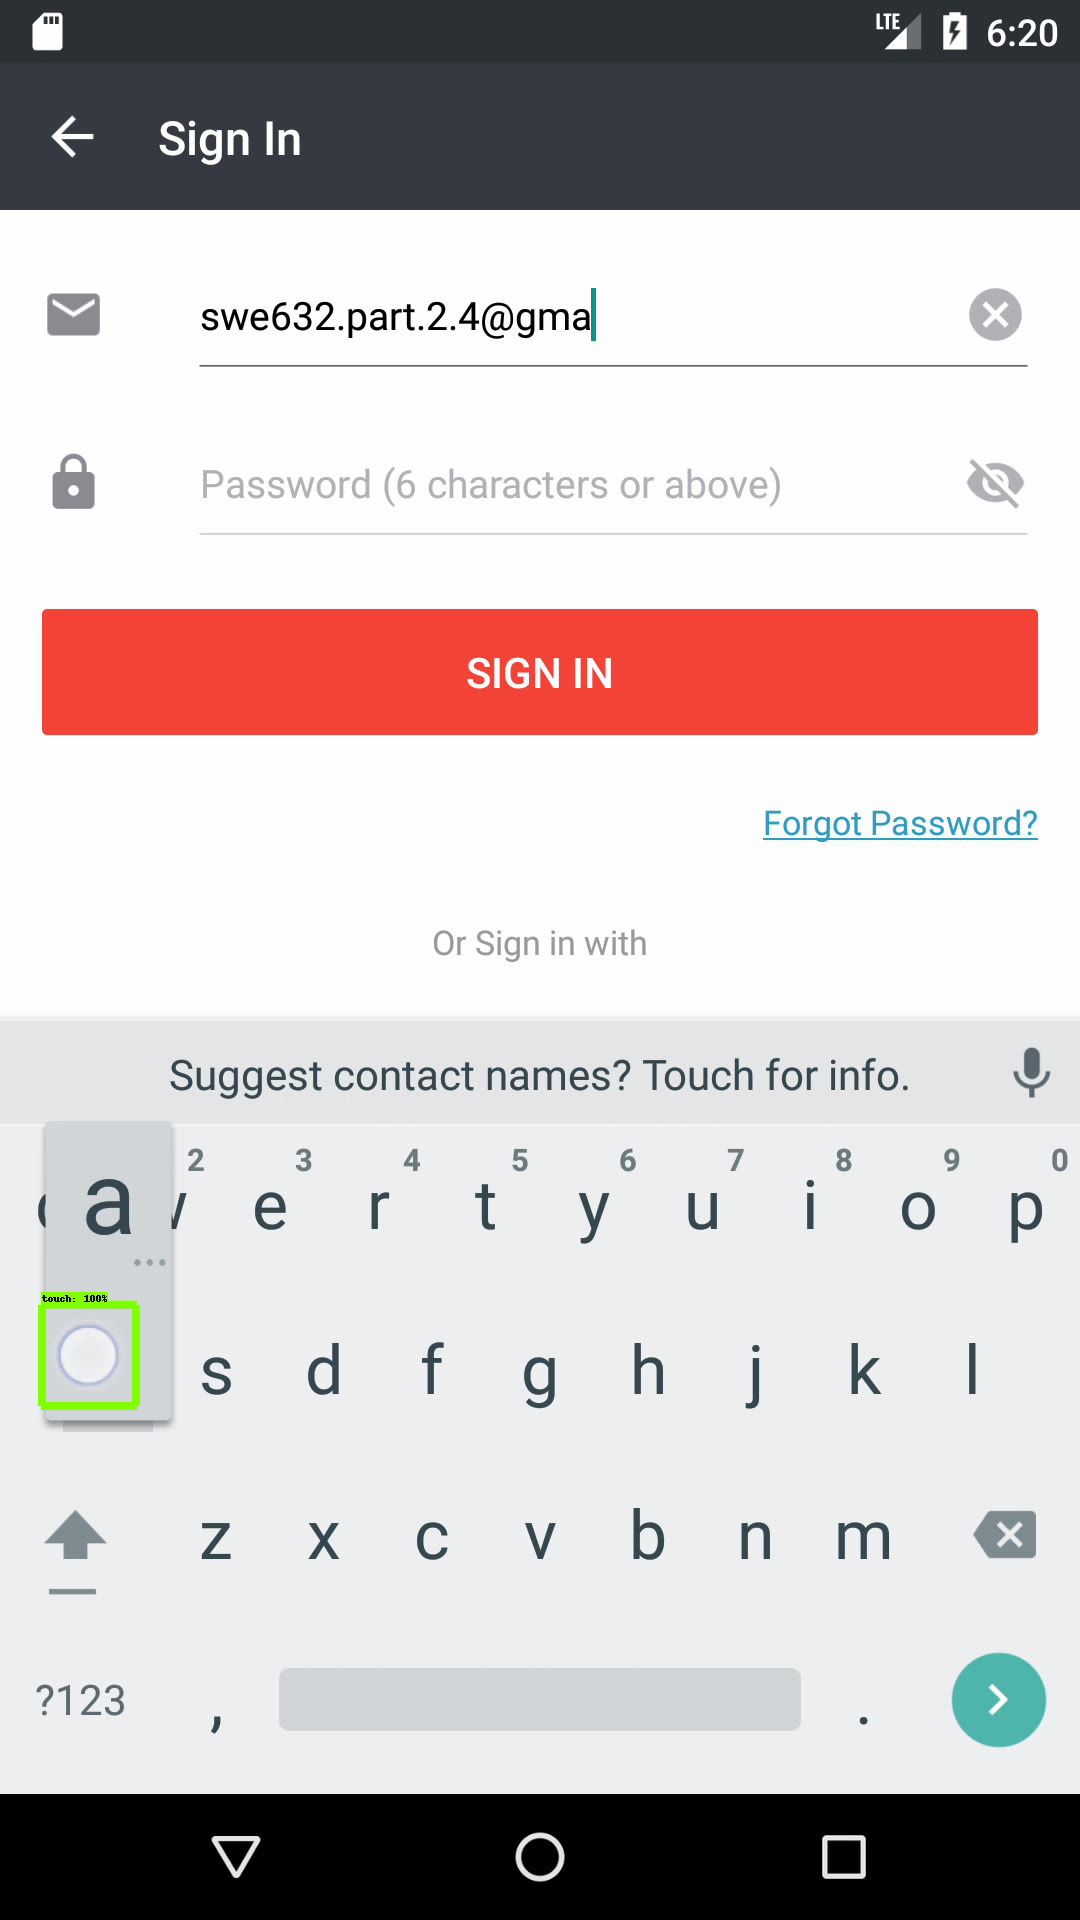 LTE 6:20
Sign In
swe632.part.2.4@gma
Password (6 characters or above)
SIGN IN
Forgot Password?
Or Sign in with
Suggest contact names? Touch for info.
2 3 4 5 6 7 8 9 0
a e r t y u i o p
touch: 100%
s d f g h j k l
z x c v b n m
?123 , .